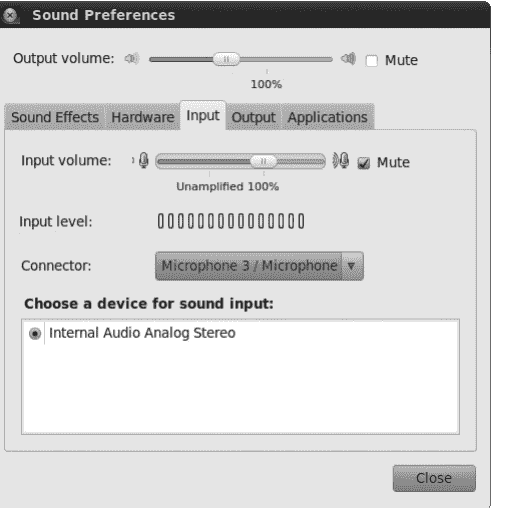 Sound Preferences
Output volume: Mute
100%
Sound Effects Hardware Input Output Applications
Input volume: Mute
Unamplified 100%
Input level:
Connector: Microphone 3 / Microphone
Choose a device for sound input:
Internal Audio Analog Stereo
Close